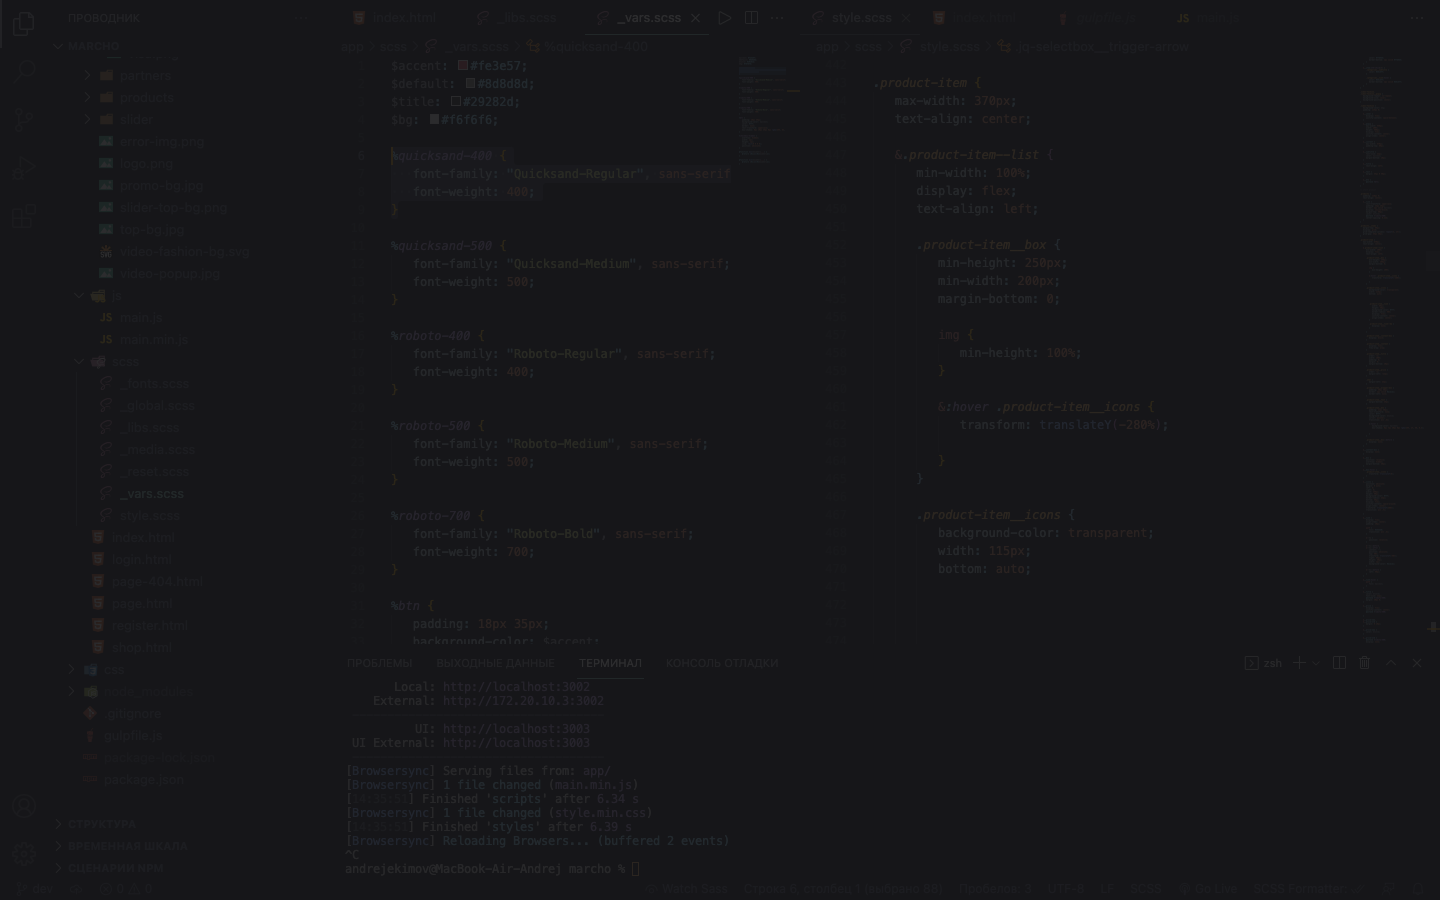 ПРОВОДНИК
index.html
_libs.scss
_vars.scss
style.scss
index.html
gulpfile.js
JS main.js
MARCHO
app > scss > _vars.scss > %quicksand-400
app > scss > style.scss > .jq-selectbox__trigger-arrow
partners
products
slider
error-img.png
logo.png
promo-bg.jpg
slider-top-bg.png
top-bg.jpg
video-fashion-bg.svg
video-popup.jpg
js
JS main.js
JS main.min.js
scss
_fonts.scss
_global.scss
_libs.scss
_media.scss
_reset.scss
_vars.scss
style.scss
index.html
login.html
page-404.html
page.html
register.html
shop.html
css
node_modules
.gitignore
gulpfile.js
package-lock.json
package.json
СТРУКТУРА
ВРЕМЕННАЯ ШКАЛА
СЦЕНАРИИ NPM
$accent: #fe3e57;
$default: #8d8d8d;
$title: #29282d;
$bg: #f6f6f6;
%quicksand-400 {
font-family: "Quicksand-Regular", sans-serif
font-weight: 400;
}
%quicksand-500 {
font-family: "Quicksand-Medium", sans-serif;
font-weight: 500;
}
%roboto-400 {
font-family: "Roboto-Regular", sans-serif;
font-weight: 400;
}
%roboto-500 {
font-family: "Roboto-Medium", sans-serif;
font-weight: 500;
}
%roboto-700 {
font-family: "Roboto-Bold", sans-serif;
font-weight: 700;
}
%btn {
padding: 18px 35px;
background-color: $accent;
.product-item {
max-width: 370px;
text-align: center;
&.product-item--list {
min-width: 100%;
display: flex;
text-align: left;
.product-item__box {
min-height: 250px;
min-width: 200px;
margin-bottom: 0;
img {
min-height: 100%;
}
&:hover .product-item__icons {
transform: translateY(-280%);
}
}
.product-item__icons {
background-color: transparent;
width: 115px;
bottom: auto;
ПРОБЛЕМЫ ВЫХОДНЫЕ ДАННЫЕ ТЕРМИНАЛ КОНСОЛЬ ОТЛАДКИ
zsh
Local: http://localhost:3002
External: http://172.20.10.3:3002
UI: http://localhost:3003
UI External: http://localhost:3003
[Browsersync] Serving files from: app/
[Browsersync] 1 file changed (main.min.js)
[14:25:51] Finished 'scripts' after 6.34 s
[Browsersync] 1 file changed (style.min.css)
[14:25:51] Finished 'styles' after 6.39 s
[Browsersync] Reloading Browsers... (buffered 2 events)
^C
andrejekimov@MacBook-Air-Andrej marcho %
dev
Watch Sass
Строка 6, столбец 1 (выбрано 88)
Пробелов: 3
UTF-8
LF
SCSS
Go Live
SCSS Formatter